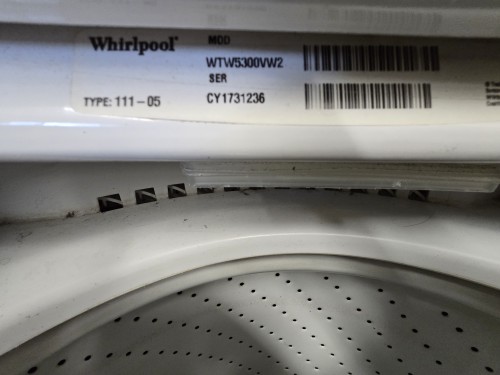 Whirlpool
MOD
WTW5300VW2
SER
TYPE: 111-05 CY1731236